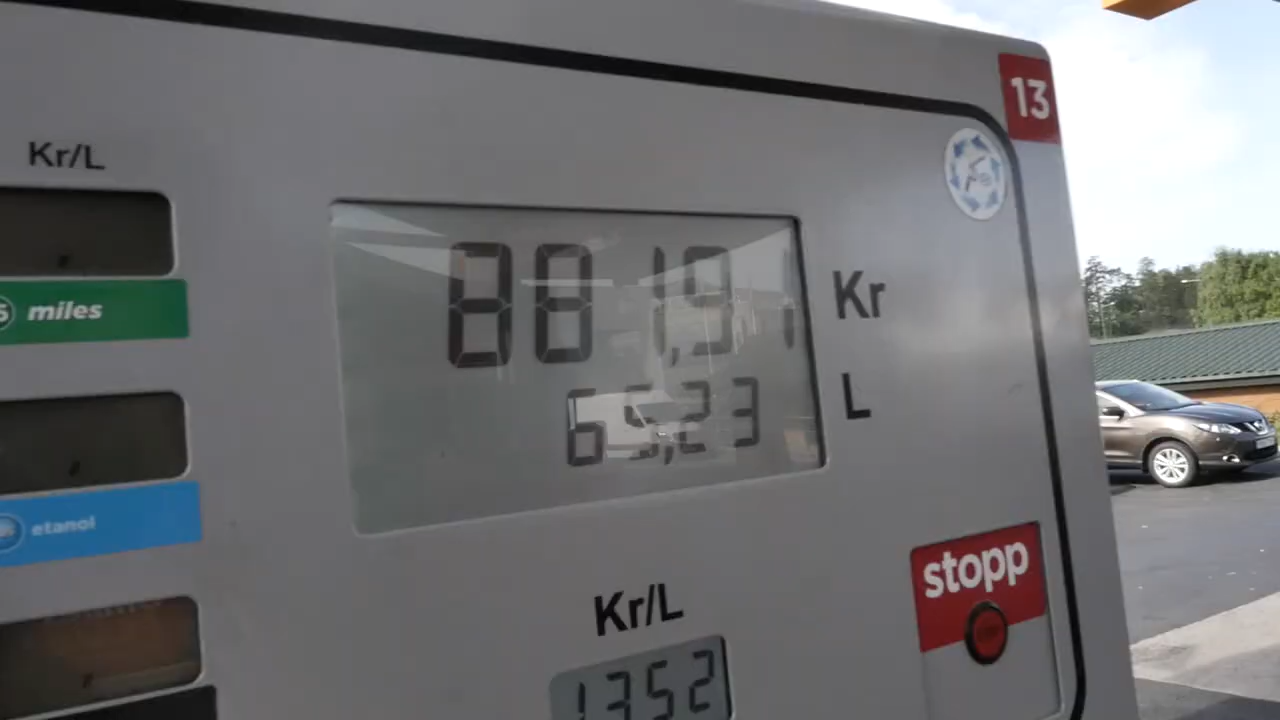 13
Kr/L
881,91 Kr
miles
65,23 L
etanol
stopp
Kr/L
1352